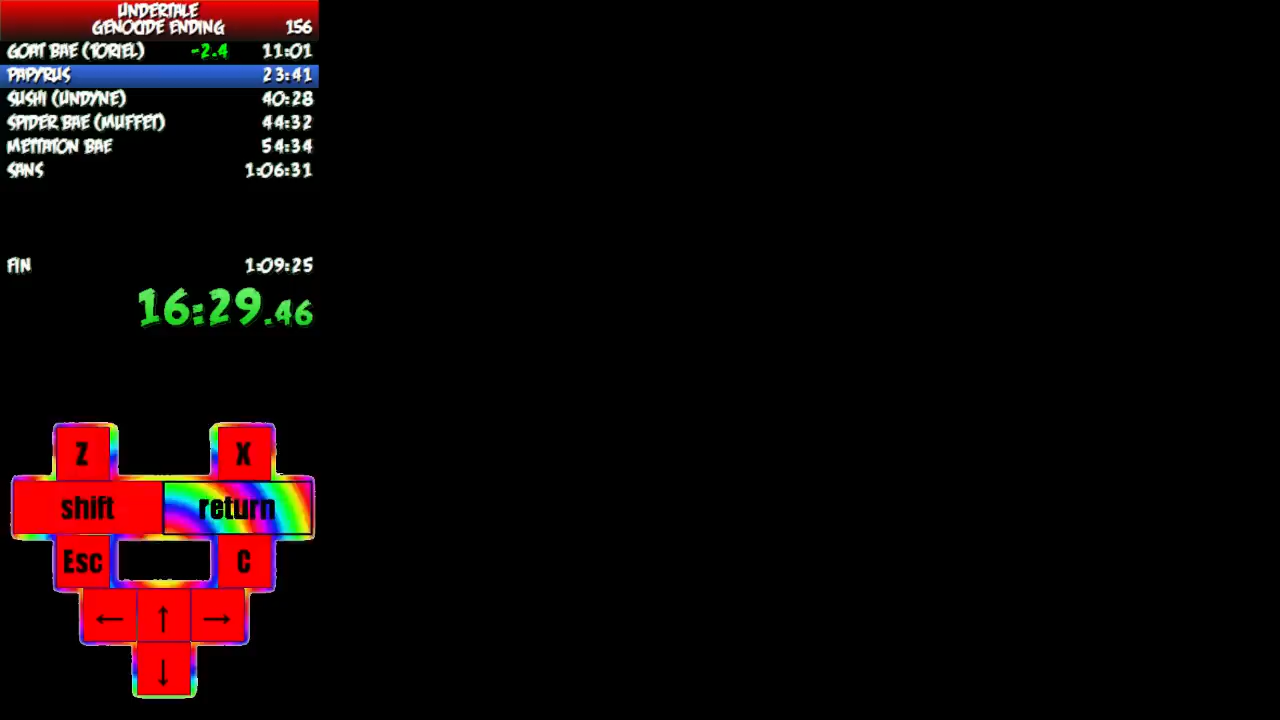 UNDERTALE
GENOCIDE ENDING 156
GOAT BAE (TORIEL) -2.4 11:01
PAPYRUS 23:41
SUSHI (UNDYNE) 40:28
SPIDER BAE (MUFFET) 44:32
METTATON BAE 54:34
SANS 1:06:31
FIN 1:09:25
16:29.46
Z X
shift return
Esc C
← ↑ →
↓